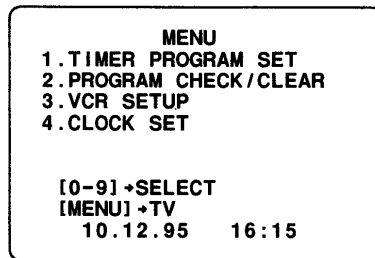 MENU
1.TIMER PROGRAM SET
2.PROGRAM CHECK/CLEAR
3.VCR SETUP
4.CLOCK SET
[0-9]→SELECT
[MENU]→TV
10.12.95 16:15